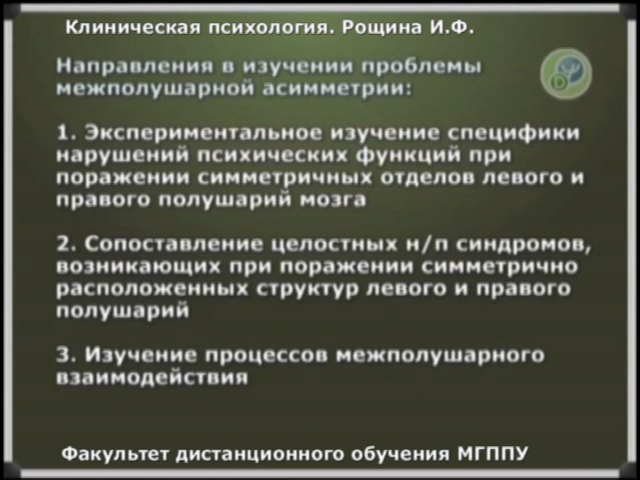 Клиническая психология. Рощина И.Ф.
Направления в изучении проблемы
межполушарной асимметрии:
1. Экспериментальное изучение специфики
нарушений психических функций при
поражении симметричных отделов левого и
правого полушарий мозга
2. Сопоставление целостных н/п синдромов,
возникающих при поражении симметрично
расположенных структур левого и правого
полушарий
3. Изучение процессов межполушарного
взаимодействия
Факультет дистанционного обучения МГППУ